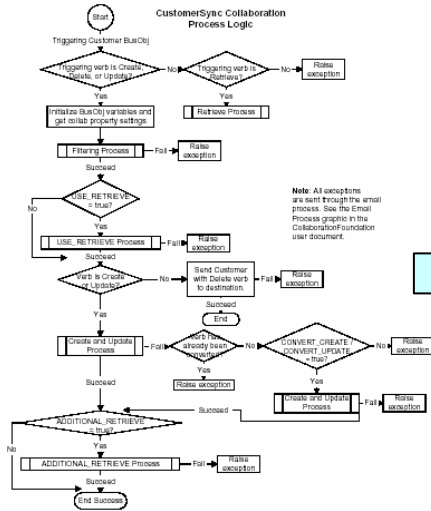 Start
CustomerSync Collaboration
Process Logic
Triggering Customer BusObj
Triggering verb is Create,
Delete, or Update?
No
Triggering verb is
Retrieve?
No
Raise
exception
Yes
Yes
Initialize BusObj variables and
get collab property settings
Retrieve Process
Filtering Process
Fail
Raise
exception
Succeed
USE_RETRIEVE
= true?
No
Note: All exceptions
are sent through the email
process. See the Email
Process graphic in the
CollaborationFoundation
user document.
Yes
USE_RETRIEVE Process
Fail
Raise
exception
Succeed
Verb is Create
or Update?
No
Send Customer
with Delete verb
to destination.
Fail
Raise
exception
Succeed
End
Yes
Create and Update
Process
Fail
Verb has
already been
converted?
No
CONVERT_CREATE /
CONVERT_UPDATE
= true?
No
Raise
exception
Yes
Raise exception
Yes
Create and Update
Process
Fail
Raise
exception
Succeed
Succeed
ADDITIONAL_RETRIEVE
= true?
No
Yes
ADDITIONAL_RETRIEVE Process
Fail
Raise
exception
Succeed
End Success